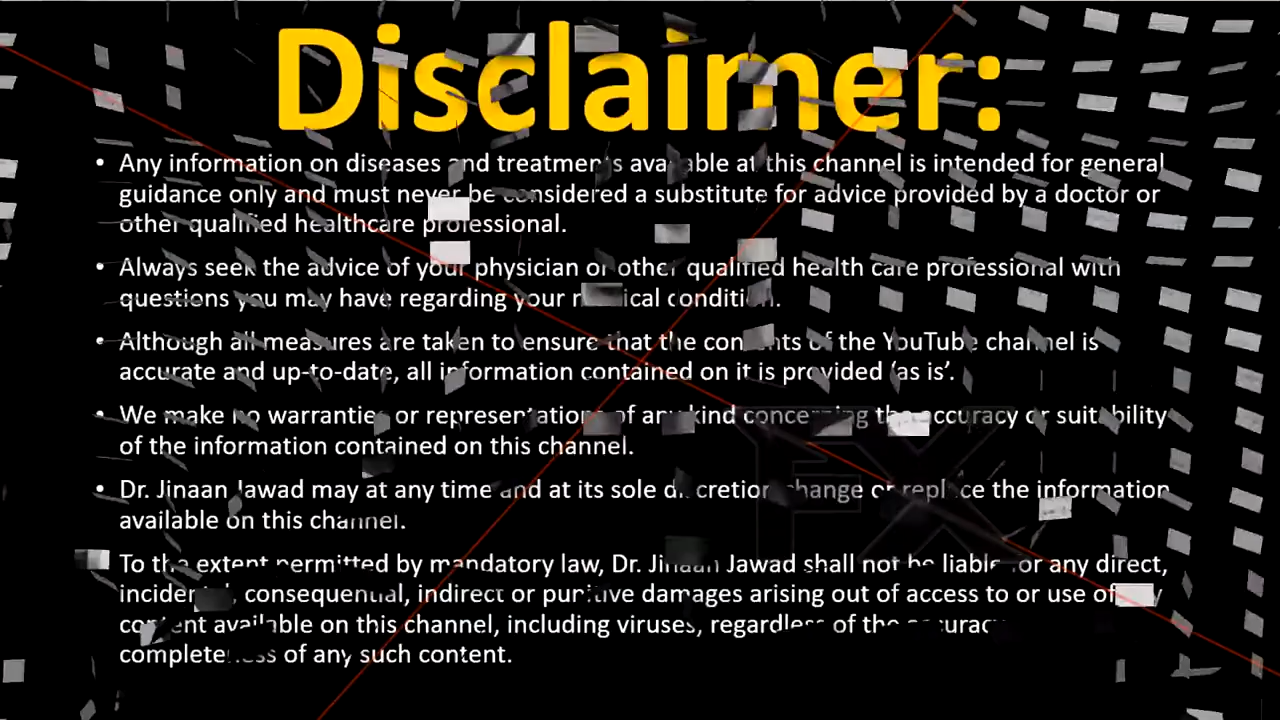 Disclaimer:
• Any information on diseases and treatments available at this channel is intended for general
guidance only and must never be considered a substitute for advice provided by a doctor or
other qualified healthcare professional.
• Always seek the advice of your physician or other qualified health care professional with
questions you may have regarding your medical condition.
• Although all measures are taken to ensure that the contents of the YouTube channel is
accurate and up-to-date, all information contained on it is provided ‘as is’.
• We make no warranties or representations of any kind concerning the accuracy or suitability
of the information contained on this channel.
• Dr. Jinaan Jawad may at any time and at its sole discretion change or replace the information
available on this channel.
To the extent permitted by mandatory law, Dr. Jinaan Jawad shall not be liable for any direct,
incidental, consequential, indirect or punitive damages arising out of access to or use of any
content available on this channel, including viruses, regardless of the accuracy
completeness of any such content.
FX